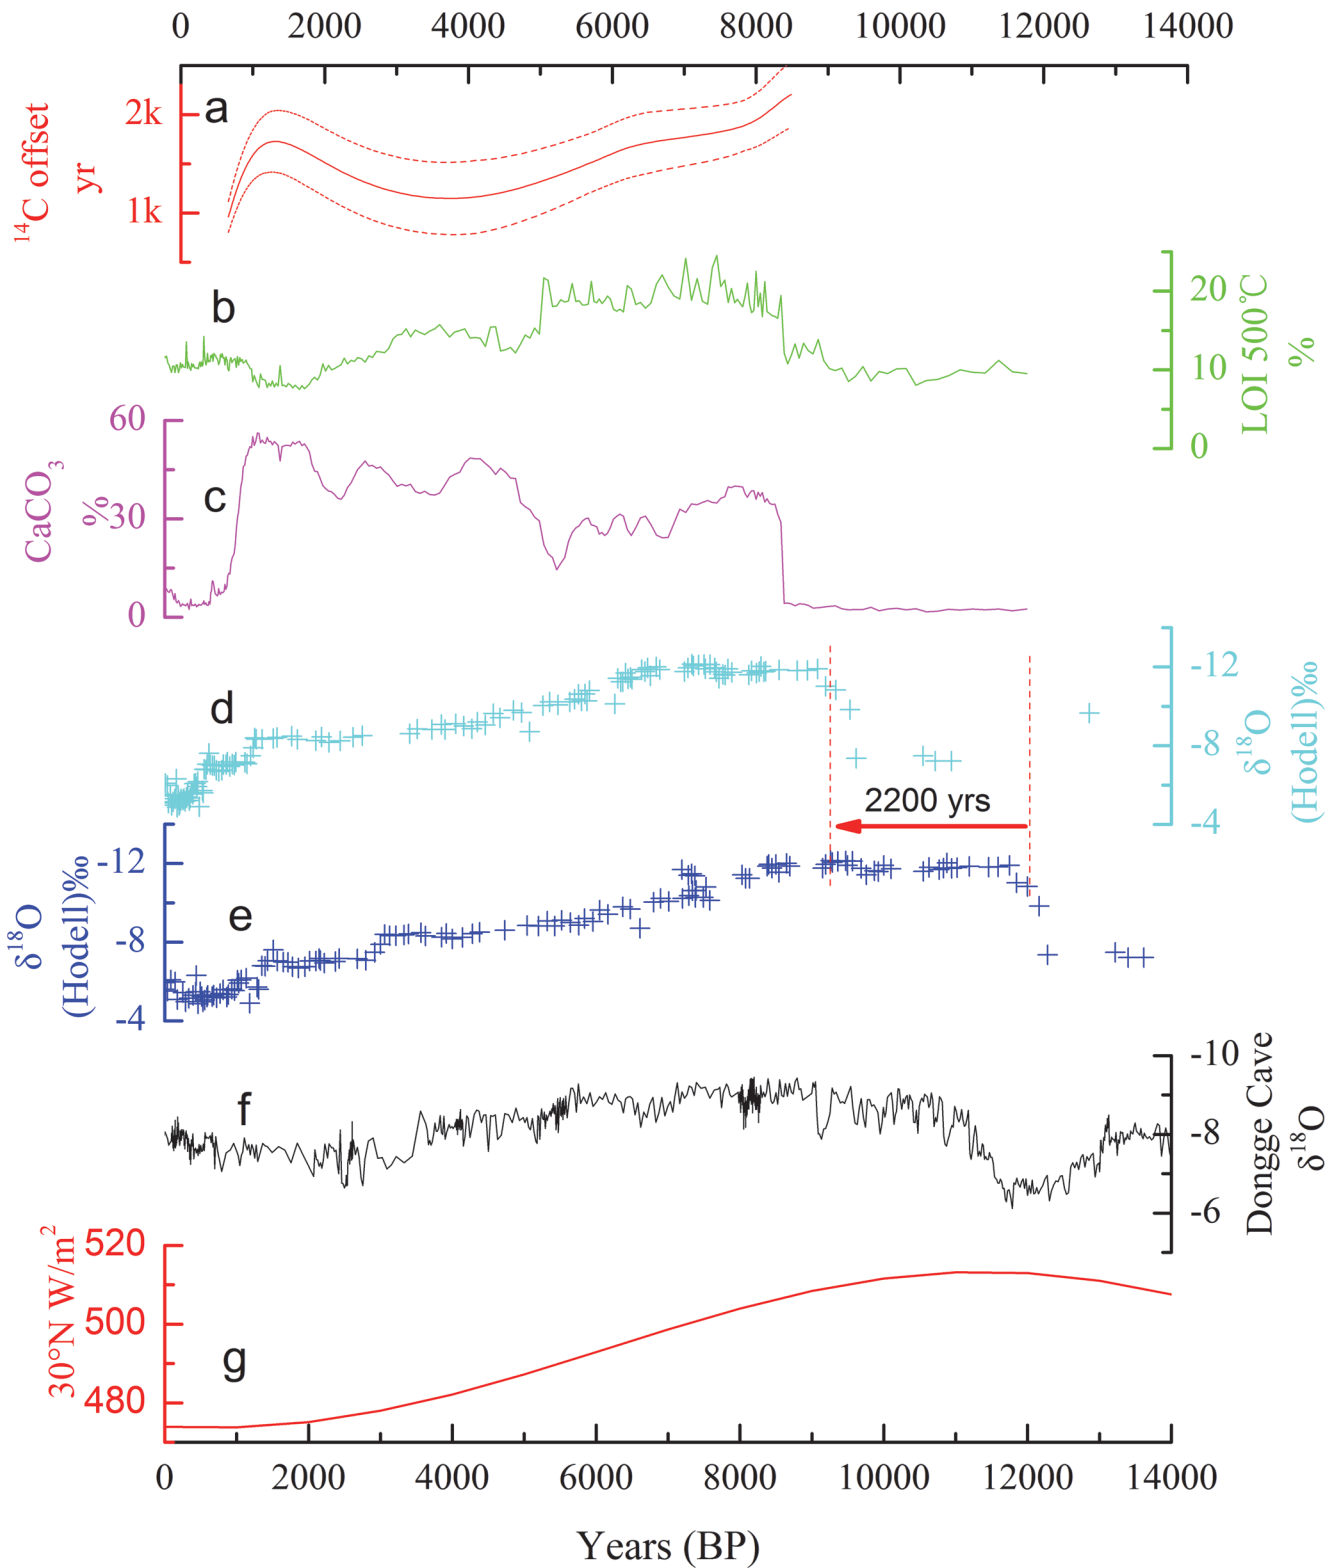 0 2000 4000 6000 8000 10000 12000 14000
a
2k
1k
¹⁴C offset
yr
b
20
10
0
LOI 500℃
%
c
60
30
0
CaCO₃
%
d
-12
-8
-4
δ¹⁸O
(Hodell)‰
2200 yrs
e
-12
-8
-4
δ¹⁸O
(Hodell)‰
f
-10
-8
-6
Dongge Cave
δ¹⁸O
g
520
500
480
30°N W/m²
0 2000 4000 6000 8000 10000 12000 14000
Years (BP)